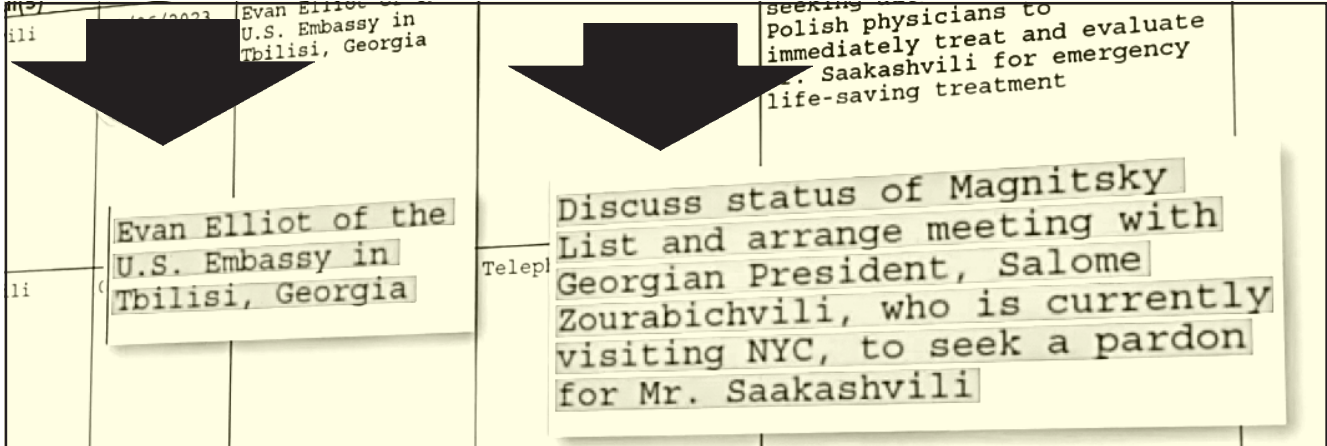 /2023
Evan Elliot of
ili
U.S. Embassy in
Tbilisi, Georgia
seeking
Polish physicians to
immediately treat and evaluate
Saakashvili for emergency
life-saving treatment
Evan Elliot of the
U.S. Embassy in
Tbilisi, Georgia
li
Teleph
Discuss status of Magnitsky
List and arrange meeting with
Georgian President, Salome
Zourabichvili, who is currently
visiting NYC, to seek a pardon
for Mr. Saakashvili